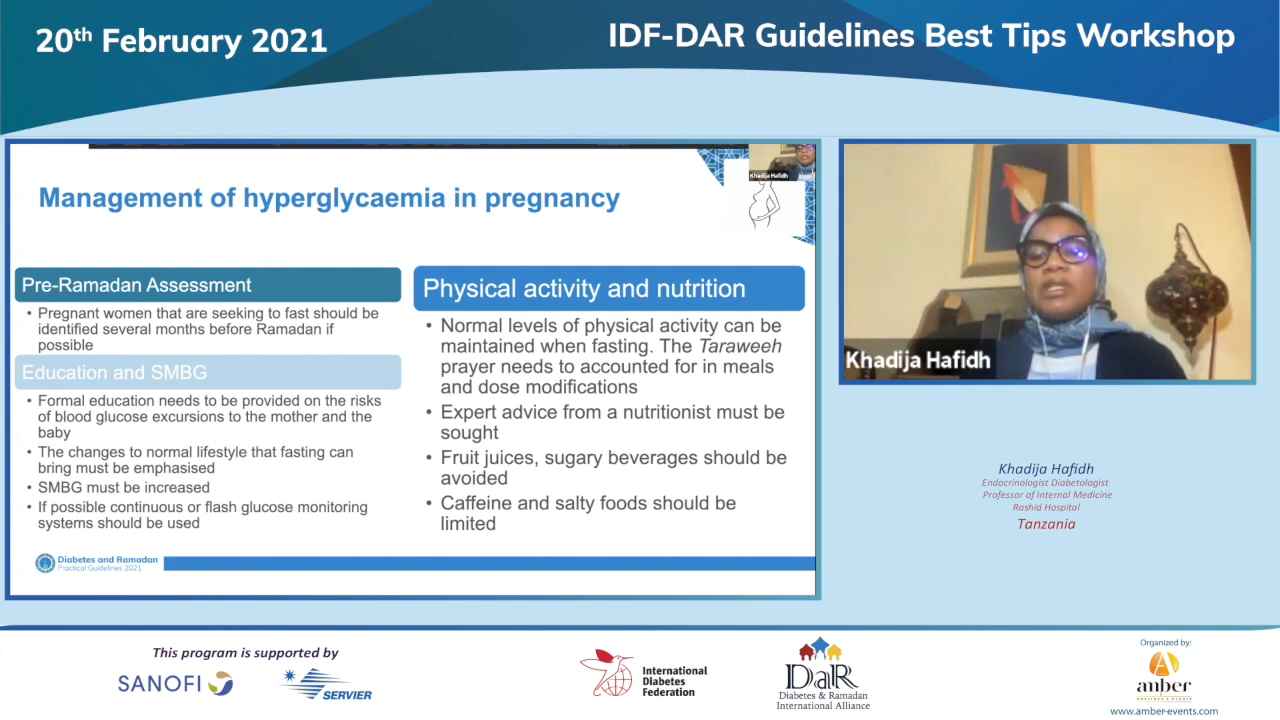 20th February 2021
IDF-DAR Guidelines Best Tips Workshop
Khadija Hafidh
Management of hyperglycaemia in pregnancy
Pre-Ramadan Assessment
• Pregnant women that are seeking to fast should be
identified several months before Ramadan if
possible
Education and SMBG
• Formal education needs to be provided on the risks
of blood glucose excursions to the mother and the
baby
• The changes to normal lifestyle that fasting can
bring must be emphasised
• SMBG must be increased
• If possible continuous or flash glucose monitoring
systems should be used
Physical activity and nutrition
• Normal levels of physical activity can be
maintained when fasting. The Taraweeh
prayer needs to accounted for in meals
and dose modifications
• Expert advice from a nutritionist must be
sought
• Fruit juices, sugary beverages should be
avoided
• Caffeine and salty foods should be
limited
Diabetes and Ramadan
Practical Guidelines 2021
Khadija Hafidh
Khadija Hafidh
Endocrinologist Diabetologist
Professor of Internal Medicine
Rashid Hospital
Tanzania
This program is supported by
SANOFI
SERVIER
International
Diabetes
Federation
DaR
Diabetes & Ramadan
International Alliance
Organized by:
anber
www.amber-events.com